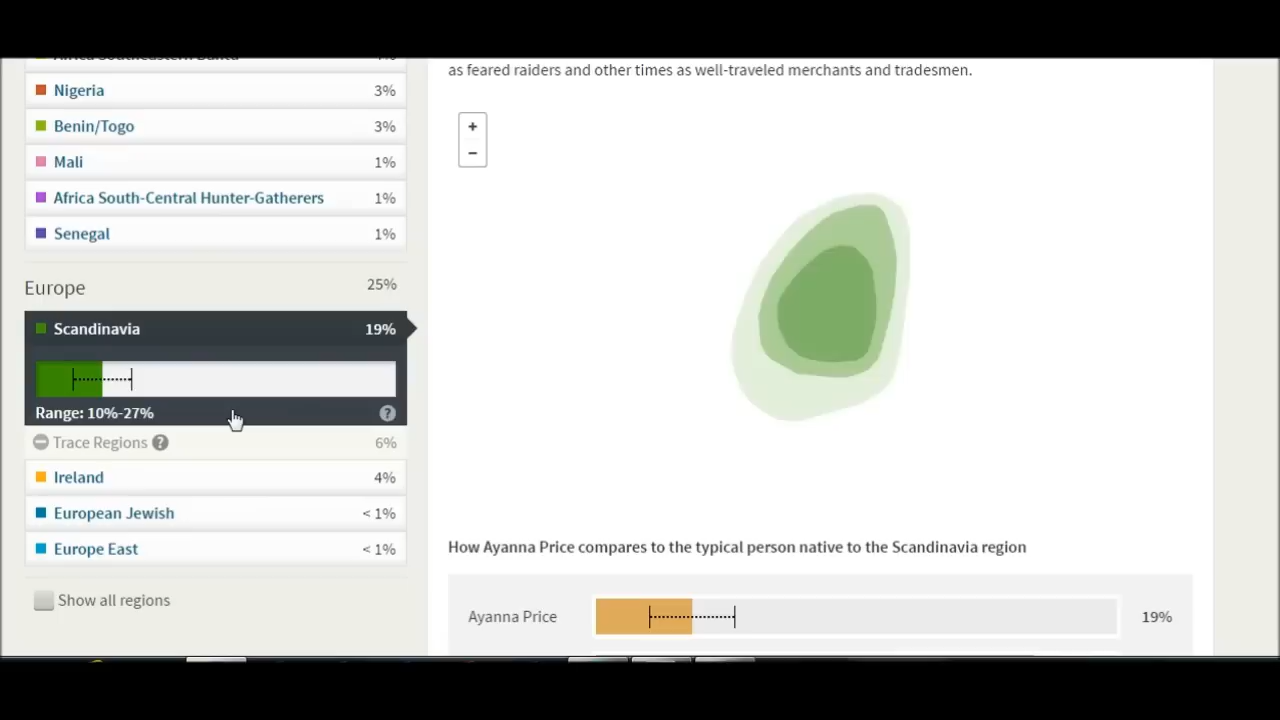 as feared raiders and other times as well-traveled merchants and tradesmen.
Nigeria 3%
Benin/Togo 3%
Mali 1%
Africa South-Central Hunter-Gatherers 1%
Senegal 1%
Europe 25%
Scandinavia 19%
Range: 10%-27% ?
Trace Regions ? 6%
Ireland 4%
European Jewish < 1%
Europe East < 1%
Show all regions
+
−
How Ayanna Price compares to the typical person native to the Scandinavia region
Ayanna Price 19%